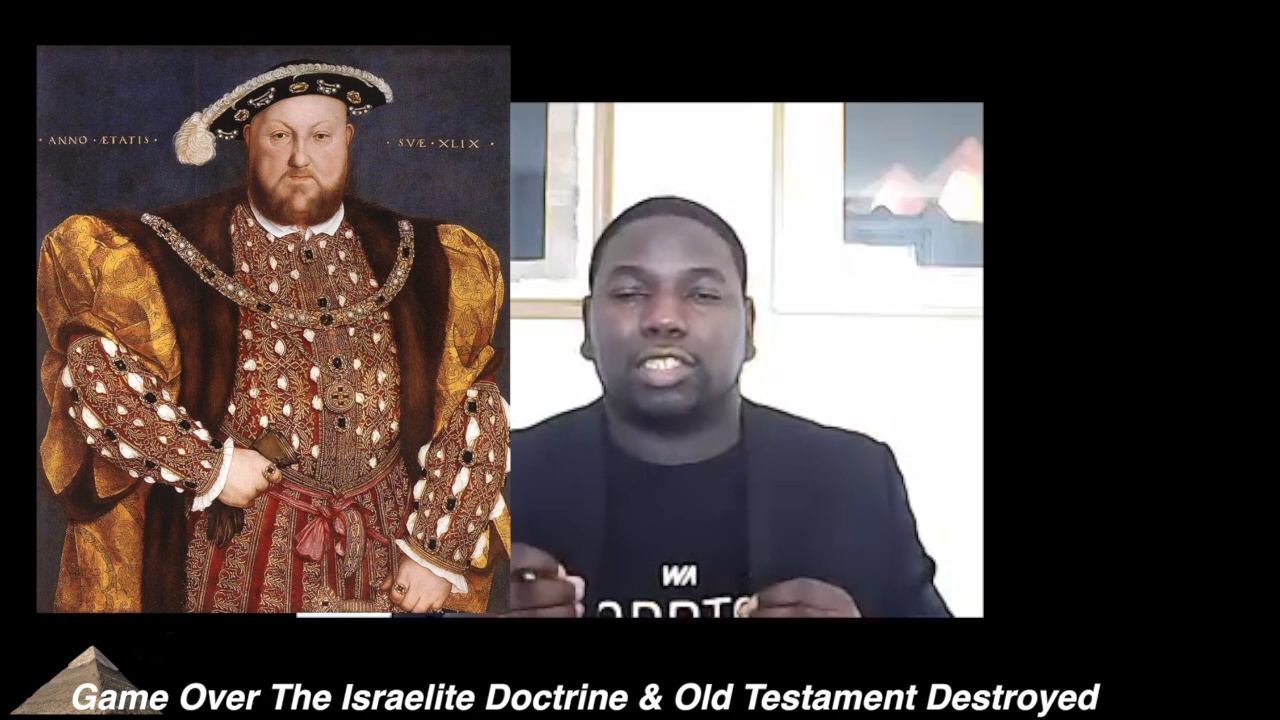 · ANNO · ÆTATIS ·
· SVÆ · XLIX ·
WA
Game Over The Israelite Doctrine & Old Testament Destroyed